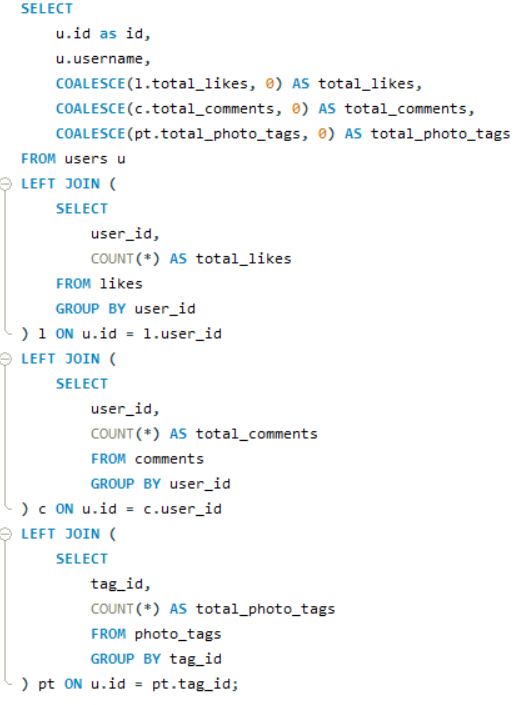 SELECT
u.id as id,
u.username,
COALESCE(l.total_likes, 0) AS total_likes,
COALESCE(c.total_comments, 0) AS total_comments,
COALESCE(pt.total_photo_tags, 0) AS total_photo_tags
FROM users u
LEFT JOIN (
SELECT
user_id,
COUNT(*) AS total_likes
FROM likes
GROUP BY user_id
) l ON u.id = l.user_id
LEFT JOIN (
SELECT
user_id,
COUNT(*) AS total_comments
FROM comments
GROUP BY user_id
) c ON u.id = c.user_id
LEFT JOIN (
SELECT
tag_id,
COUNT(*) AS total_photo_tags
FROM photo_tags
GROUP BY tag_id
) pt ON u.id = pt.tag_id;